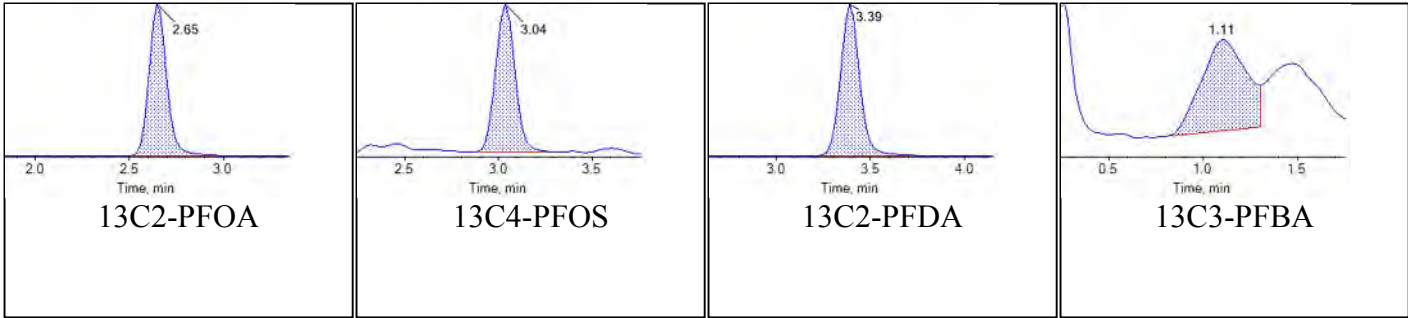 2.65
2.0 2.5 3.0
Time, min
13C2-PFOA
3.04
2.5 3.0 3.5
Time, min
13C4-PFOS
3.39
3.0 3.5 4.0
Time, min
13C2-PFDA
1.11
0.5 1.0 1.5
Time, min
13C3-PFBA